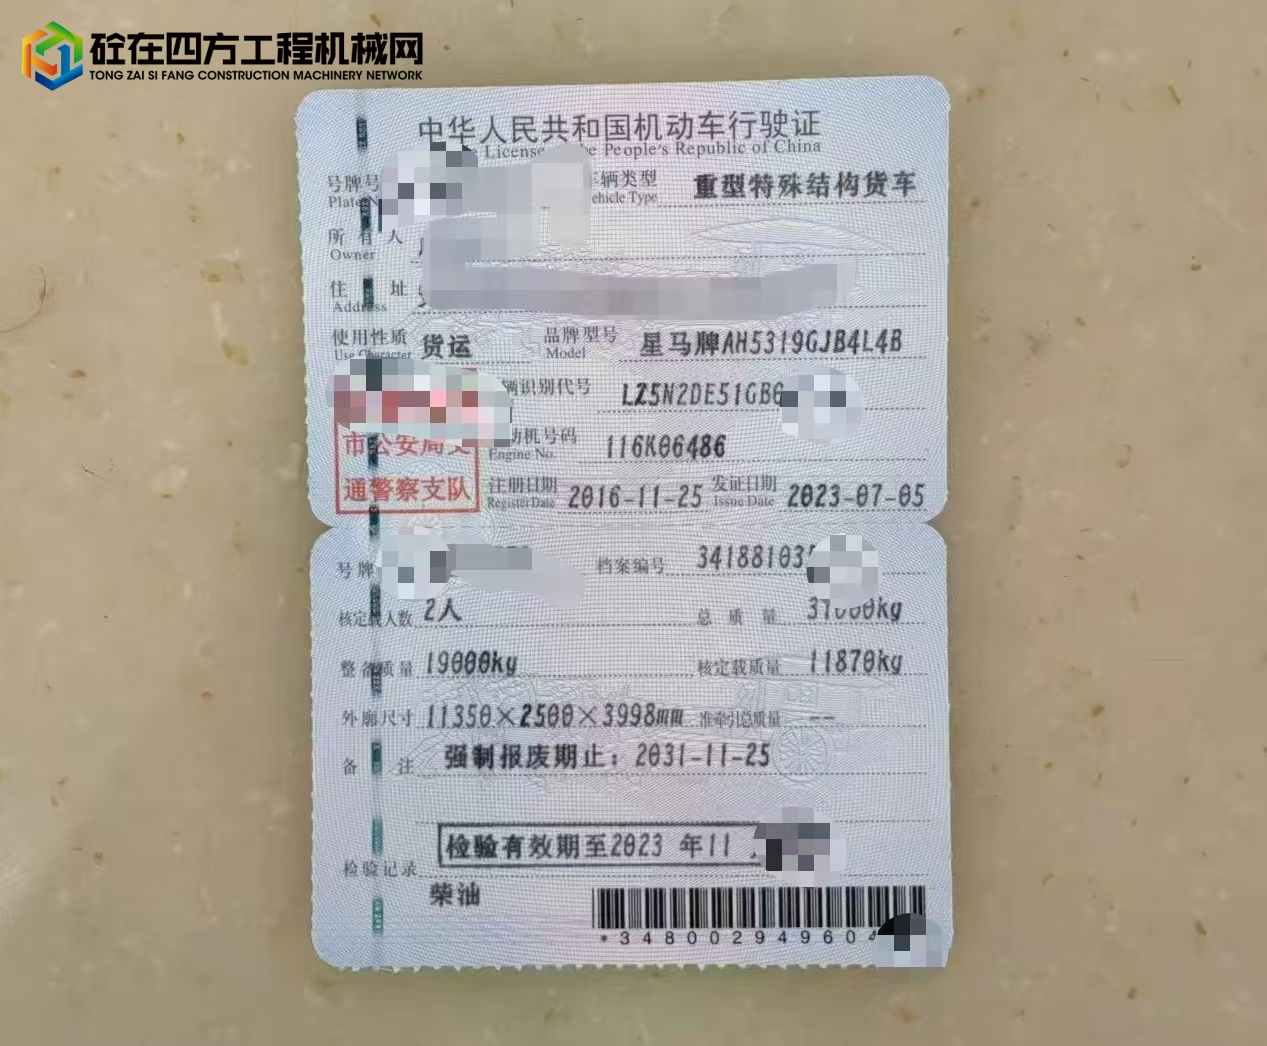 砼在四方工程机械网
TONG ZAI SI FANG CONSTRUCTION MACHINERY NETWORK
中华人民共和国机动车行驶证
License he People's Republic of China
号牌号 车辆类型 重型特殊结构货车
Plate N ehicle Type
所有人
Owner
住址
Address
使用性质 货运 品牌型号 星马牌AH5319GJB4L4B
Use Character Model
辆识别代号 LZ5N2DE51GB6
动机号码 116K06486
Engine No.
市公安局交
通警察支队
注册日期 2016-11-25 发证日期 2023-07-05
Register Date Issue Date
号牌 档案编号 34188103
核定载人数 2人 总质量 31000kg
整备质量 19000kg 核定载质量 11870kg
外廓尺寸 11350×2500×3998mm 准牵引总质量 --
备注 强制报废期止：2031-11-25
检验记录 检验有效期至2023 年11
柴油
*348002949604